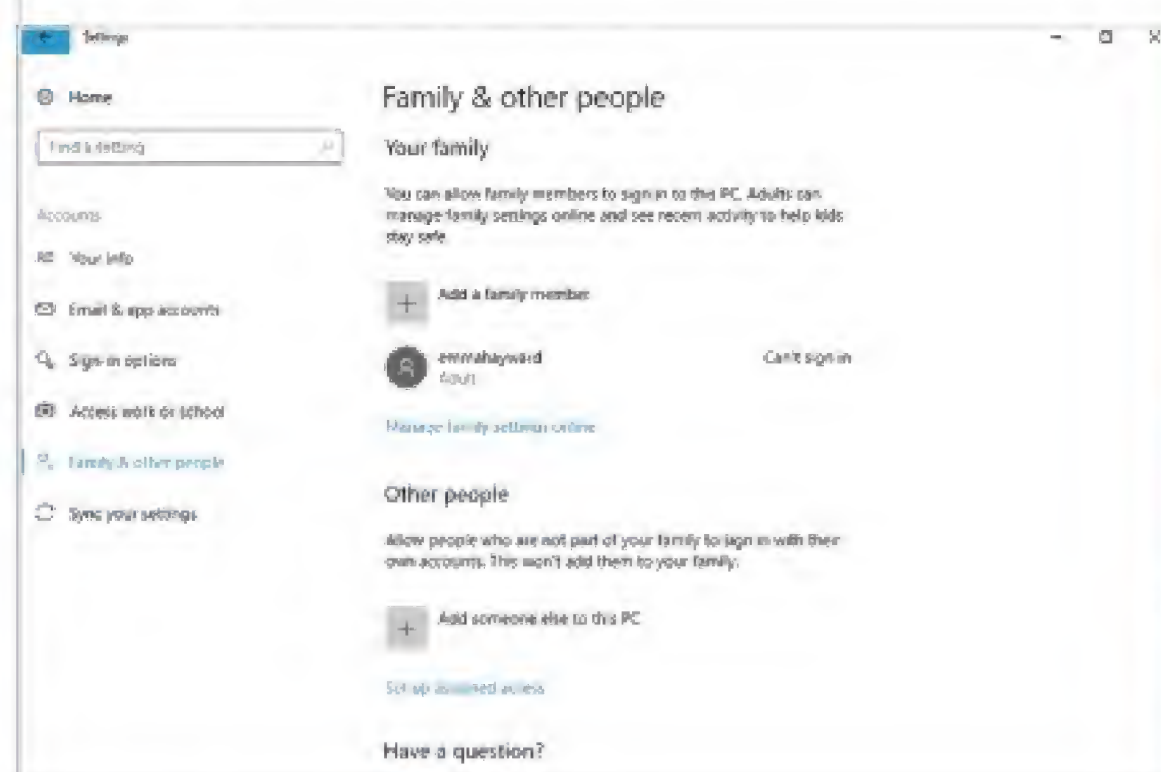 Settings
Home
Find a setting
Accounts
Your info
Email & app accounts
Sign-in options
Access work or school
Family & other people
Sync your settings
Family & other people
Your family
You can allow family members to sign in to this PC. Adults can
manage family settings online and see recent activity to help kids
stay safe.
Add a family member
emmahayward
Adult
Can't sign in
Manage family settings online
Other people
Allow people who are not part of your family to sign in with their
own accounts. This won't add them to your family.
Add someone else to this PC
Set up assigned access
Have a question?